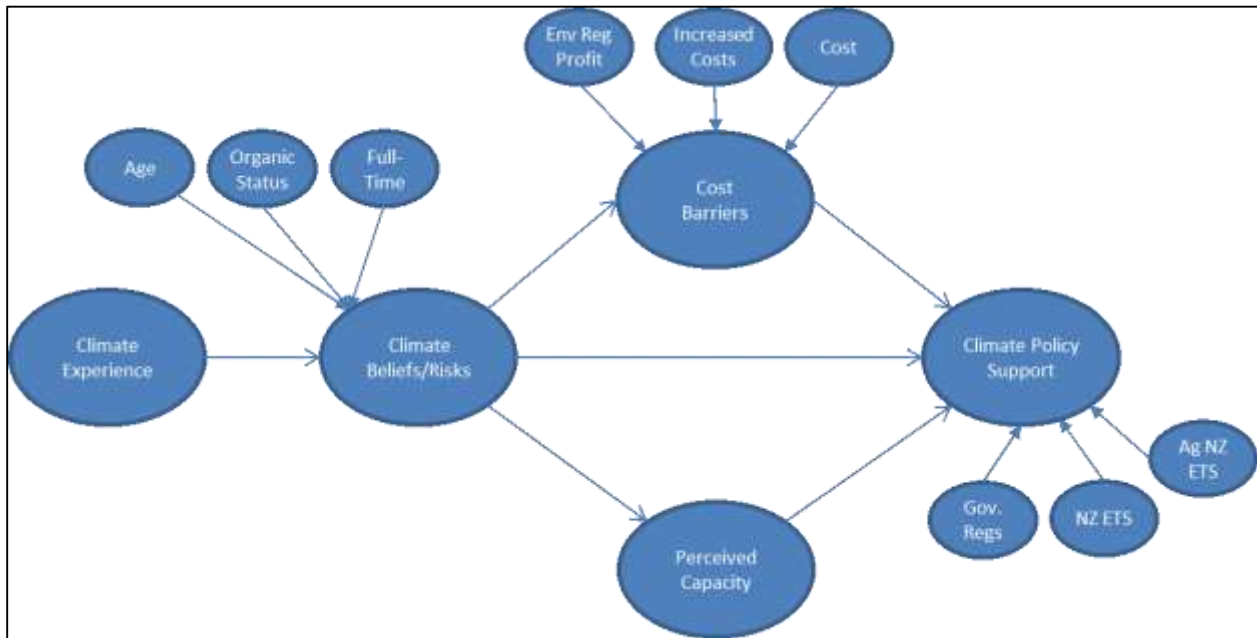 Env Reg
Profit
Increased
Costs
Cost
Age
Organic
Status
Full-
Time
Cost
Barriers
Climate
Experience
Climate
Beliefs/Risks
Climate Policy
Support
Ag NZ
ETS
Gov.
Regs
NZ ETS
Perceived
Capacity